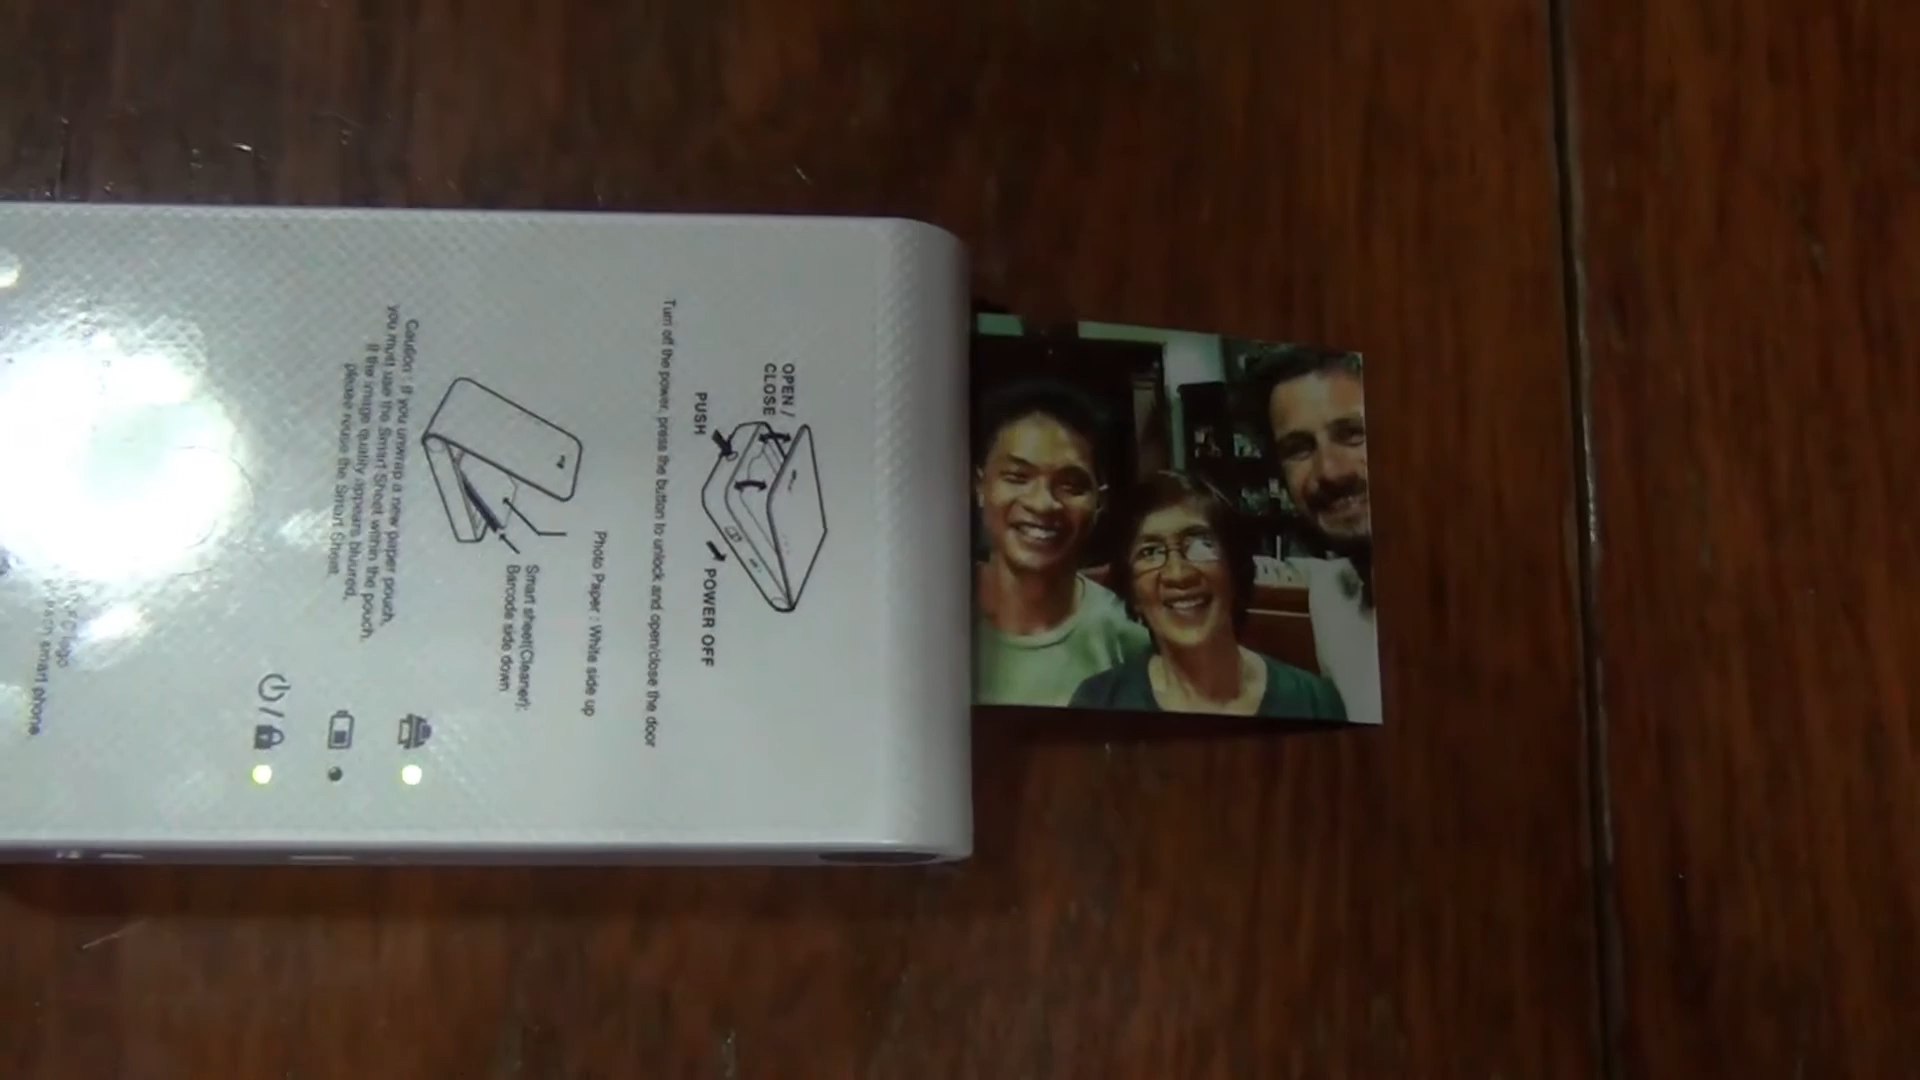 OPEN /
CLOSE
PUSH
POWER OFF
Turn off the power, press the button to unlock and open/close the door
Photo Paper : White side up
Smart sheet(Cleaner):
Barcode side down
Caution : If you unwrap a new paper pouch,
you must use the Smart Sheet within the pouch.
If the image quality appears blurred,
please reuse the Smart Sheet.
logo
smart phone